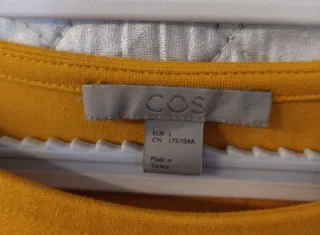 COS
EUR L
CN 175/104A
Made in
Turkey